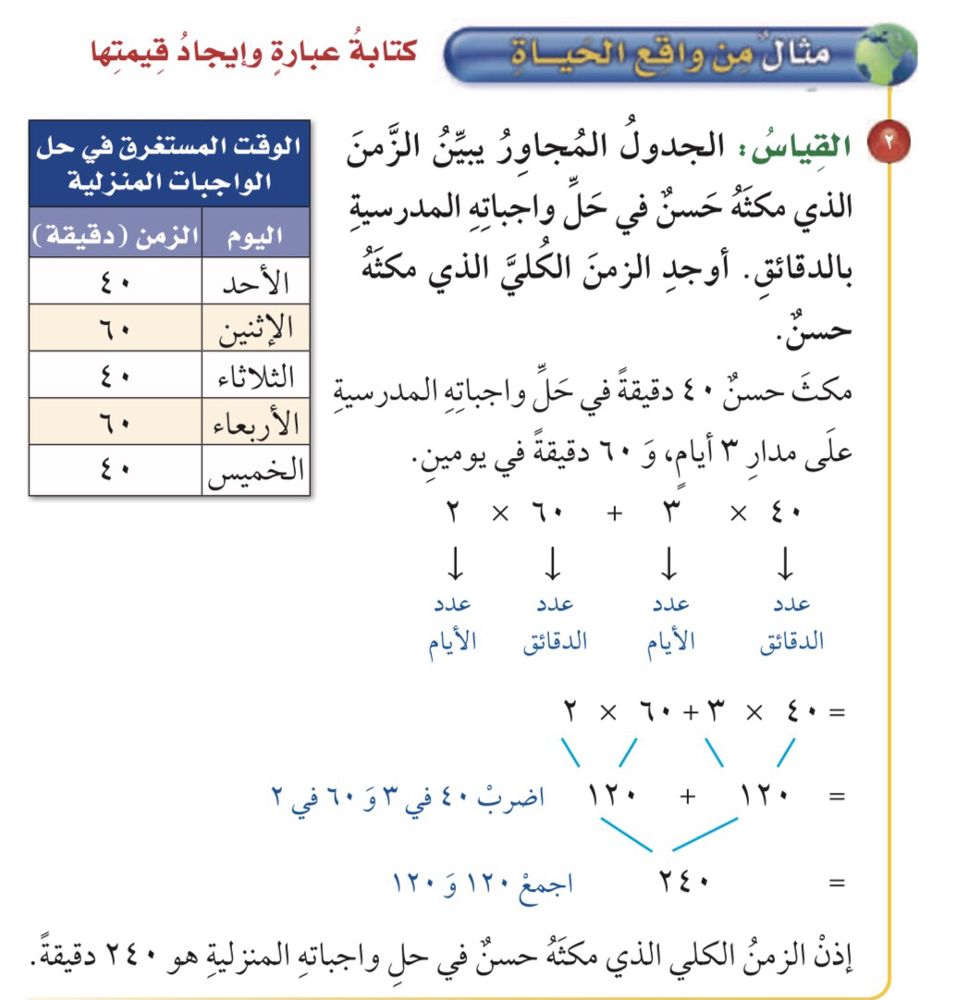 مثالٌ مِن واقِعِ الحَيــاةِ
كتابةُ عبارةٍ وإيجادُ قِيمتِها
٢
القِياسُ: الجدولُ المُجاوِرُ يبيِّنُ الزَّمنَ
الذي مكثَهُ حَسنٌ في حَلِّ واجباتِهِ المدرسيةِ
بالدقائقِ. أوجدِ الزمنَ الكُليَّ الذي مكثَهُ
حسنٌ.
الوقت المستغرق في حل
الواجبات المنزلية
اليوم الزمن (دقيقة)
الأحد ٤٠
الإثنين ٦٠
الثلاثاء ٤٠
الأربعاء ٦٠
الخميس ٤٠
مكثَ حسنٌ ٤٠ دقيقةً في حَلِّ واجباتِهِ المدرسيةِ
علَى مدارِ ٣ أيامٍ، وَ ٦٠ دقيقةً في يومينِ.
٤٠ × ٣ + ٦٠ × ٢
↓ ↓ ↓ ↓
عدد عدد عدد عدد
الدقائق الأيام الدقائق الأيام
= ٤٠ × ٣ + ٦٠ × ٢
= ١٢٠ + ١٢٠ اضربْ ٤٠ في ٣ وَ ٦٠ في ٢
= ٢٤٠ اجمعْ ١٢٠ وَ ١٢٠
إذنْ الزمنُ الكلي الذي مكثَهُ حسنٌ في حلِ واجباتهِ المنزليةِ هو ٢٤٠ دقيقةً.